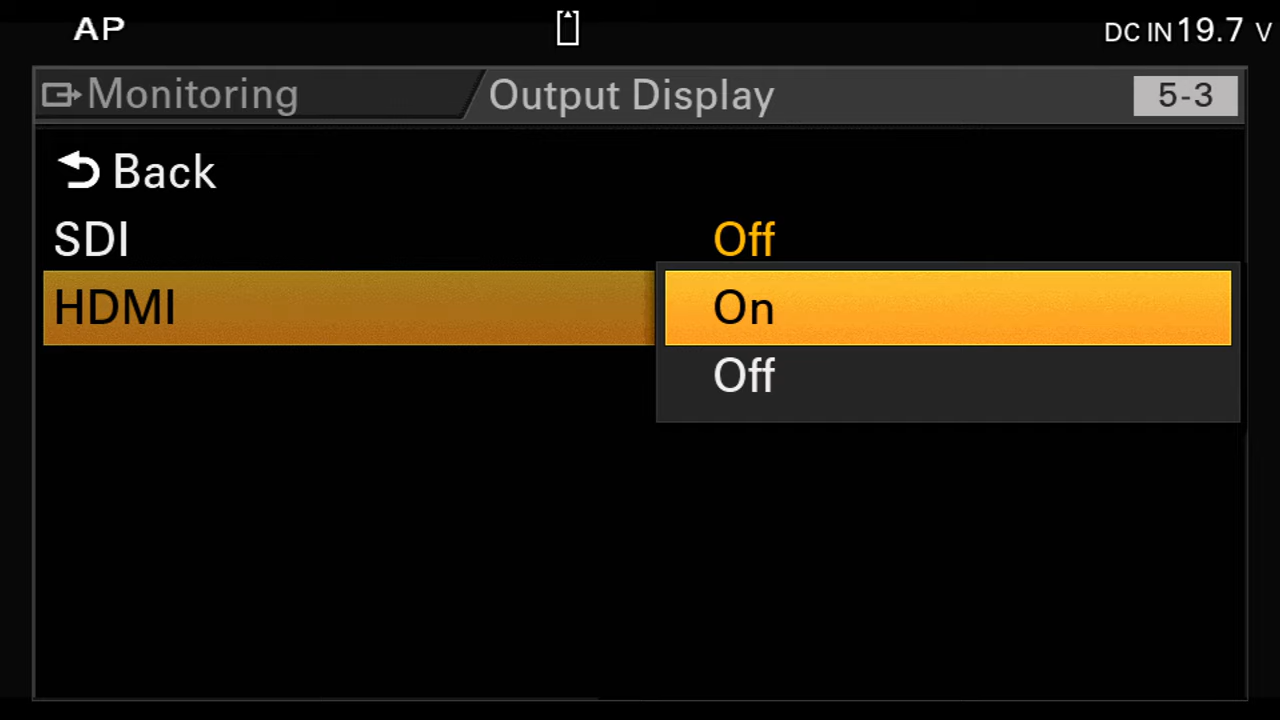 AP
DC IN 19.7 V
Monitoring
Output Display
5-3
Back
SDI Off
HDMI On
Off